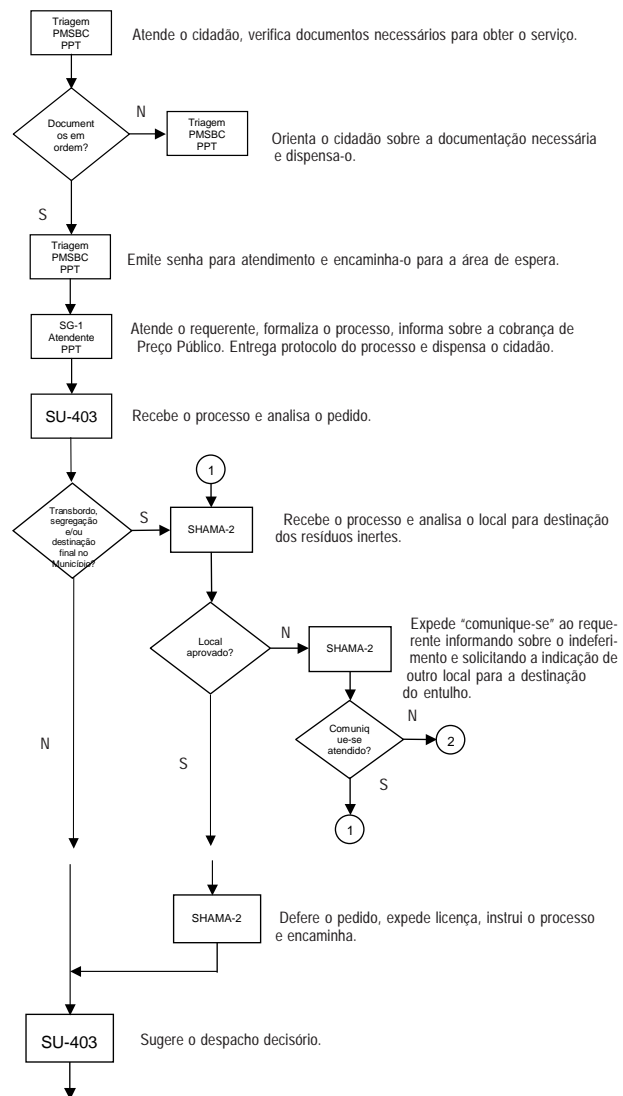 Triagem
PMSBC
PPT
Atende o cidadão, verifica documentos necessários para obter o serviço.
Document
os em
ordem?
N
Triagem
PMSBC
PPT
Orienta o cidadão sobre a documentação necessária
e dispensa-o.
S
Triagem
PMSBC
PPT
Emite senha para atendimento e encaminha-o para a área de espera.
SG-1
Atendente
PPT
Atende o requerente, formaliza o processo, informa sobre a cobrança de
Preço Público. Entrega protocolo do processo e dispensa o cidadão.
SU-403
Recebe o processo e analisa o pedido.
1
Transbordo,
segregação
e/ou
destinação
final no
Município?
S
SHAMA-2
Recebe o processo e analisa o local para destinação
dos resíduos inertes.
Local
aprovado?
N
SHAMA-2
Expede “comunique-se” ao reque-
rente informando sobre o indeferi-
mento e solicitando a indicação de
outro local para a destinação
do entulho.
Comuniq
ue-se
atendido?
N
2
N
S
S
1
SHAMA-2
Defere o pedido, expede licença, instrui o processo
e encaminha.
SU-403
Sugere o despacho decisório.